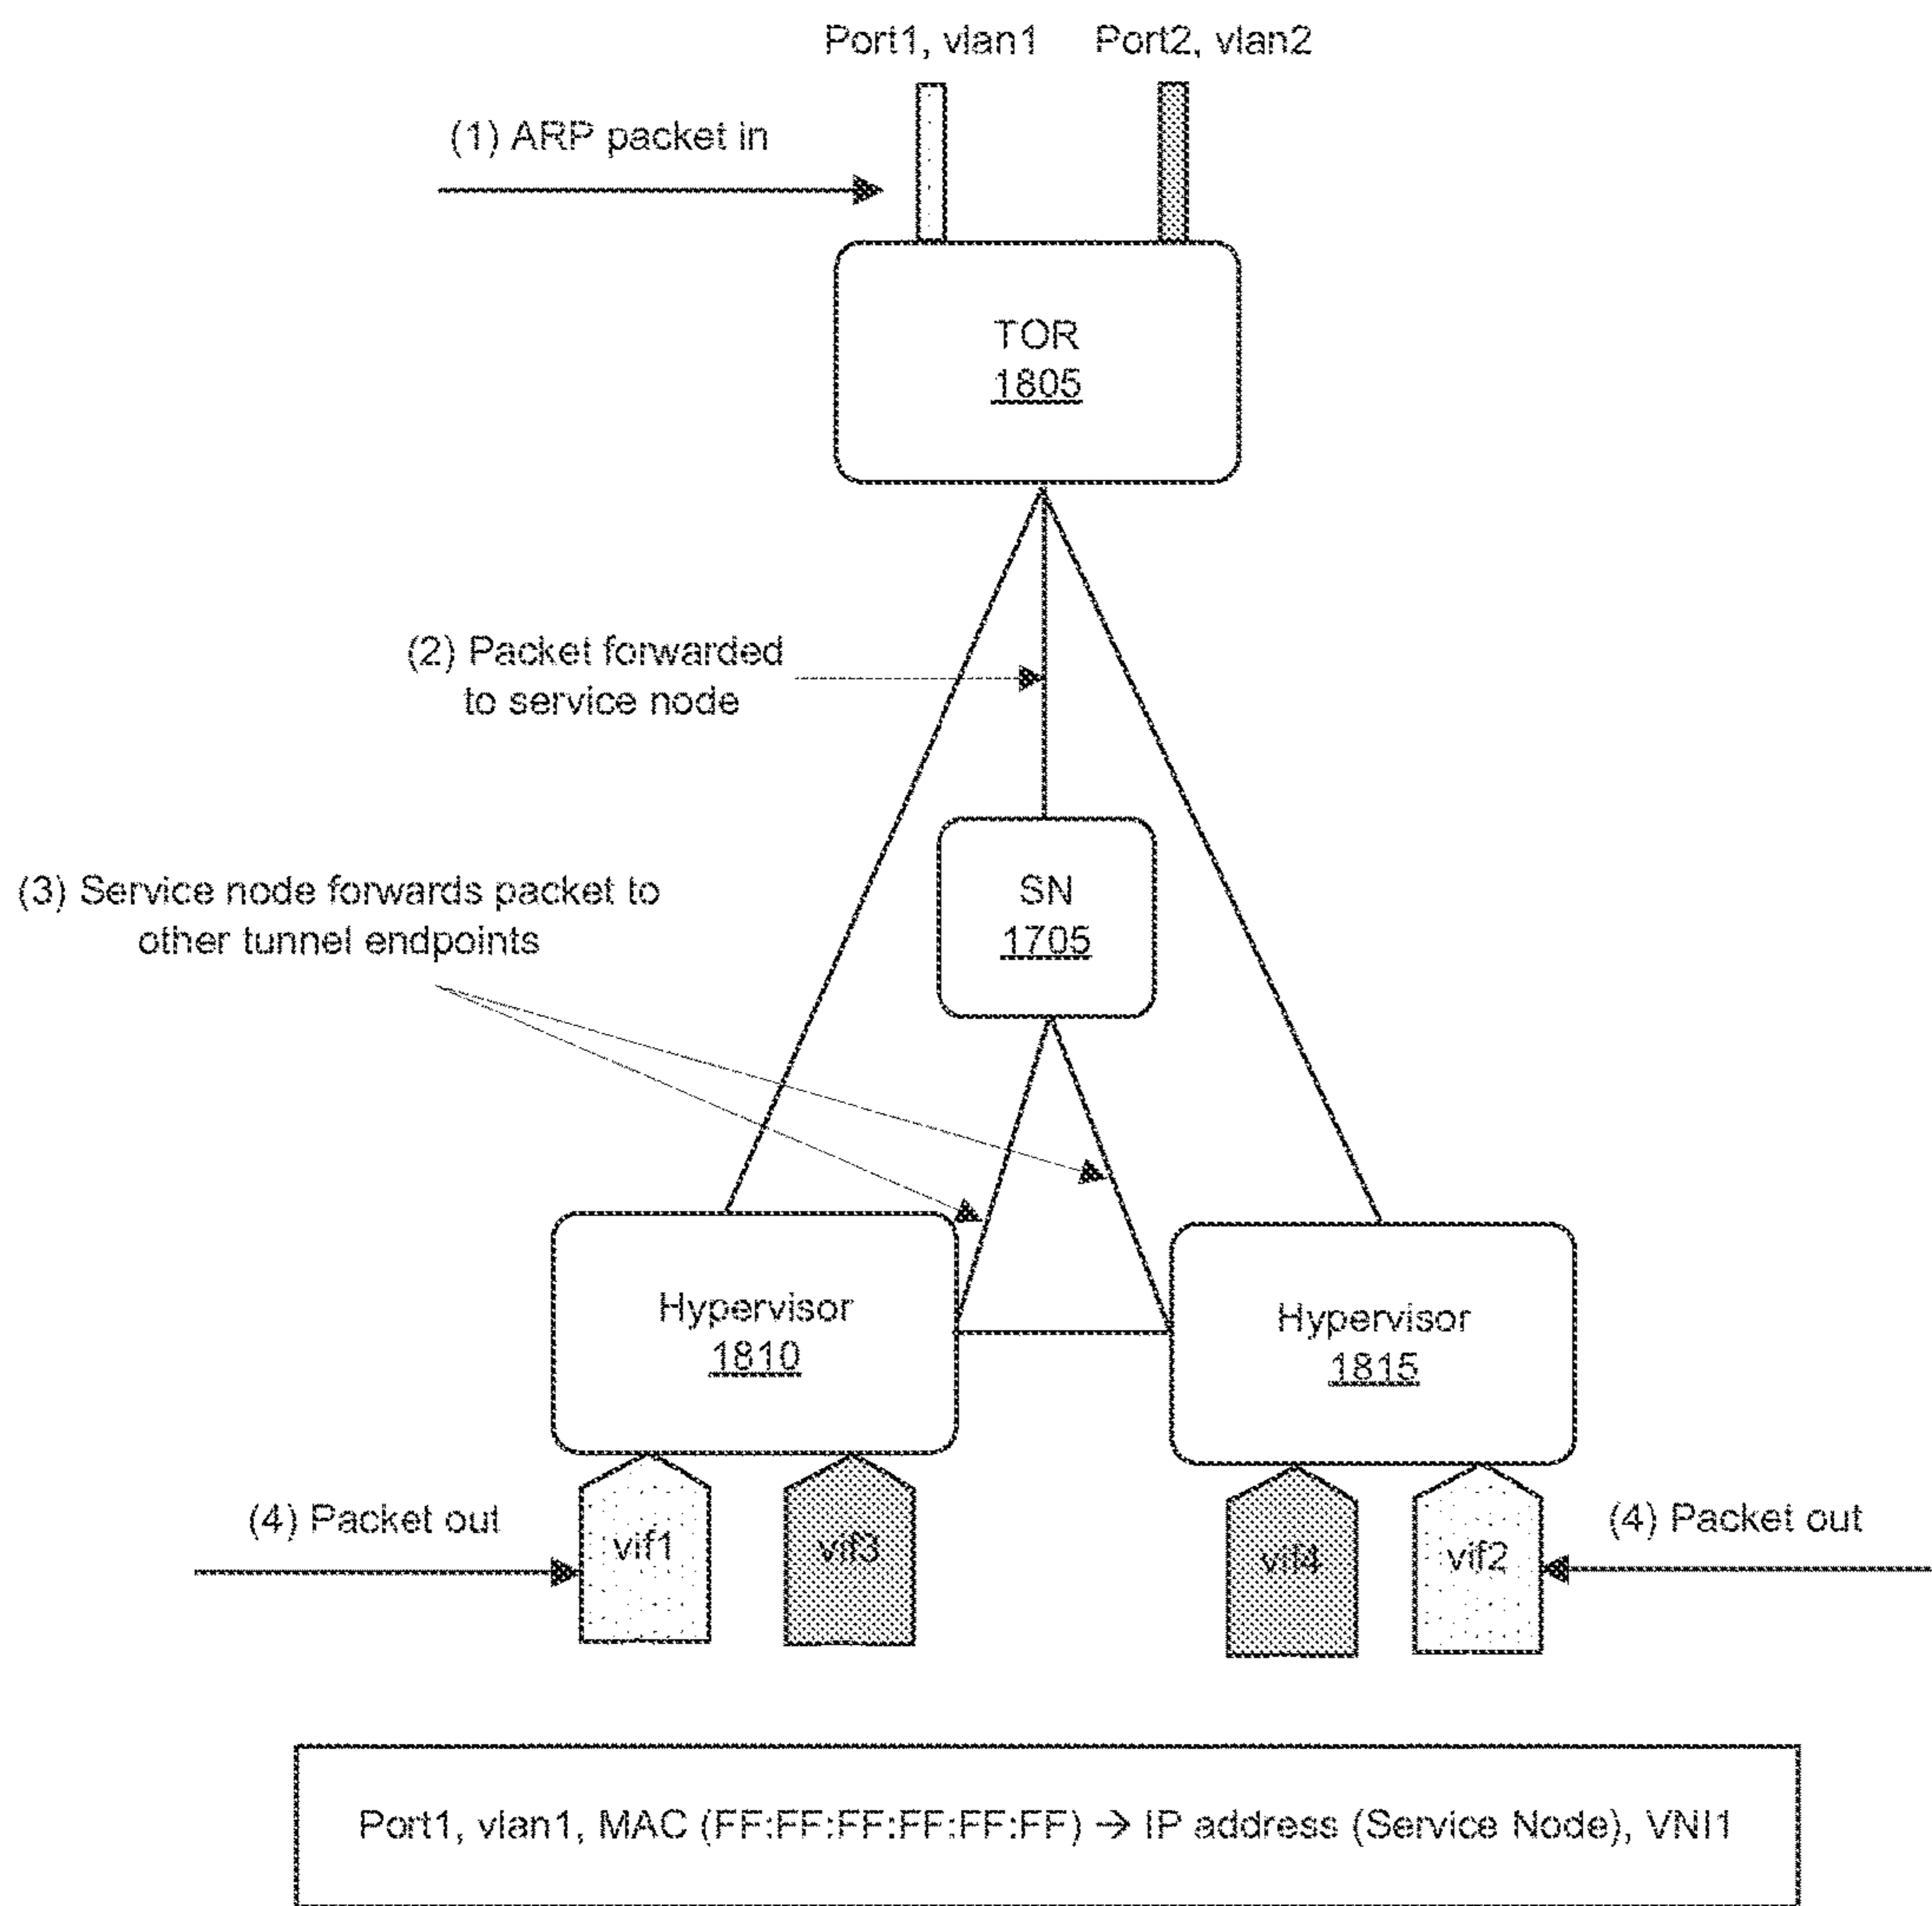 Port1, vlan1
Port2, vlan2
(1) ARP packet in
TOR
1805
(2) Packet forwarded
to service node
SN
1705
(3) Service node forwards packet to
other tunnel endpoints
Hypervisor
1810
Hypervisor
1815
(4) Packet out
vif1
vif3
vif4
vif2
(4) Packet out
Port1, vlan1, MAC (FF:FF:FF:FF:FF:FF) → IP address (Service Node), VNI1